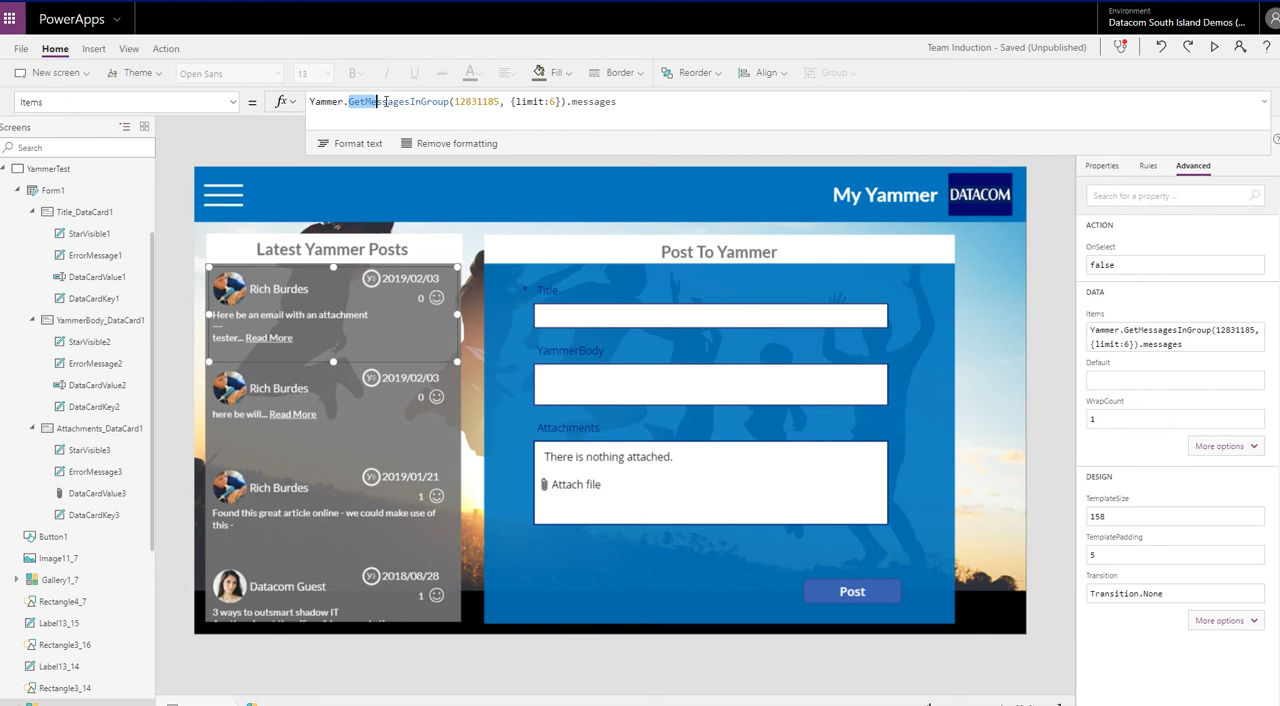 PowerApps
Environment
Datacom South Island Demos (...
File Home Insert View Action
Team Induction - Saved (Unpublished)
New screen Theme Open Sans 13 B / U A Fill Border Reorder Align Group
Items = fx Yammer.GetMessagesInGroup(12831185, {limit:6}).messages
Format text Remove formatting
Screens
Search
YammerTest
Form1
Title_DataCard1
StarVisible1
ErrorMessage1
DataCardValue1
DataCardKey1
YammerBody_DataCard1
StarVisible2
ErrorMessage2
DataCardValue2
DataCardKey2
Attachments_DataCard1
StarVisible3
ErrorMessage3
DataCardValue3
DataCardKey3
Button1
Image11_7
Gallery1_7
Rectangle4_7
Label13_15
Rectangle3_16
Label13_14
Rectangle3_14
My Yammer DATACOM
Latest Yammer Posts
2019/02/03
Rich Burdes
0
Here be an email with an attachment
---
tester... Read More
2019/02/03
Rich Burdes
0
here be will... Read More
2019/01/21
Rich Burdes
1
Found this great article online - we could make use of
this -
2018/08/28
Datacom Guest
1
3 ways to outsmart shadow IT
Post To Yammer
* Title
YammerBody
Attachments
There is nothing attached.
Attach file
Post
Properties Rules Advanced
Search for a property ...
ACTION
OnSelect
false
DATA
Items
Yammer.GetMessagesInGroup(12831185,
{limit:6}).messages
Default
WrapCount
1
More options
DESIGN
TemplateSize
158
TemplatePadding
5
Transition
Transition.None
More options